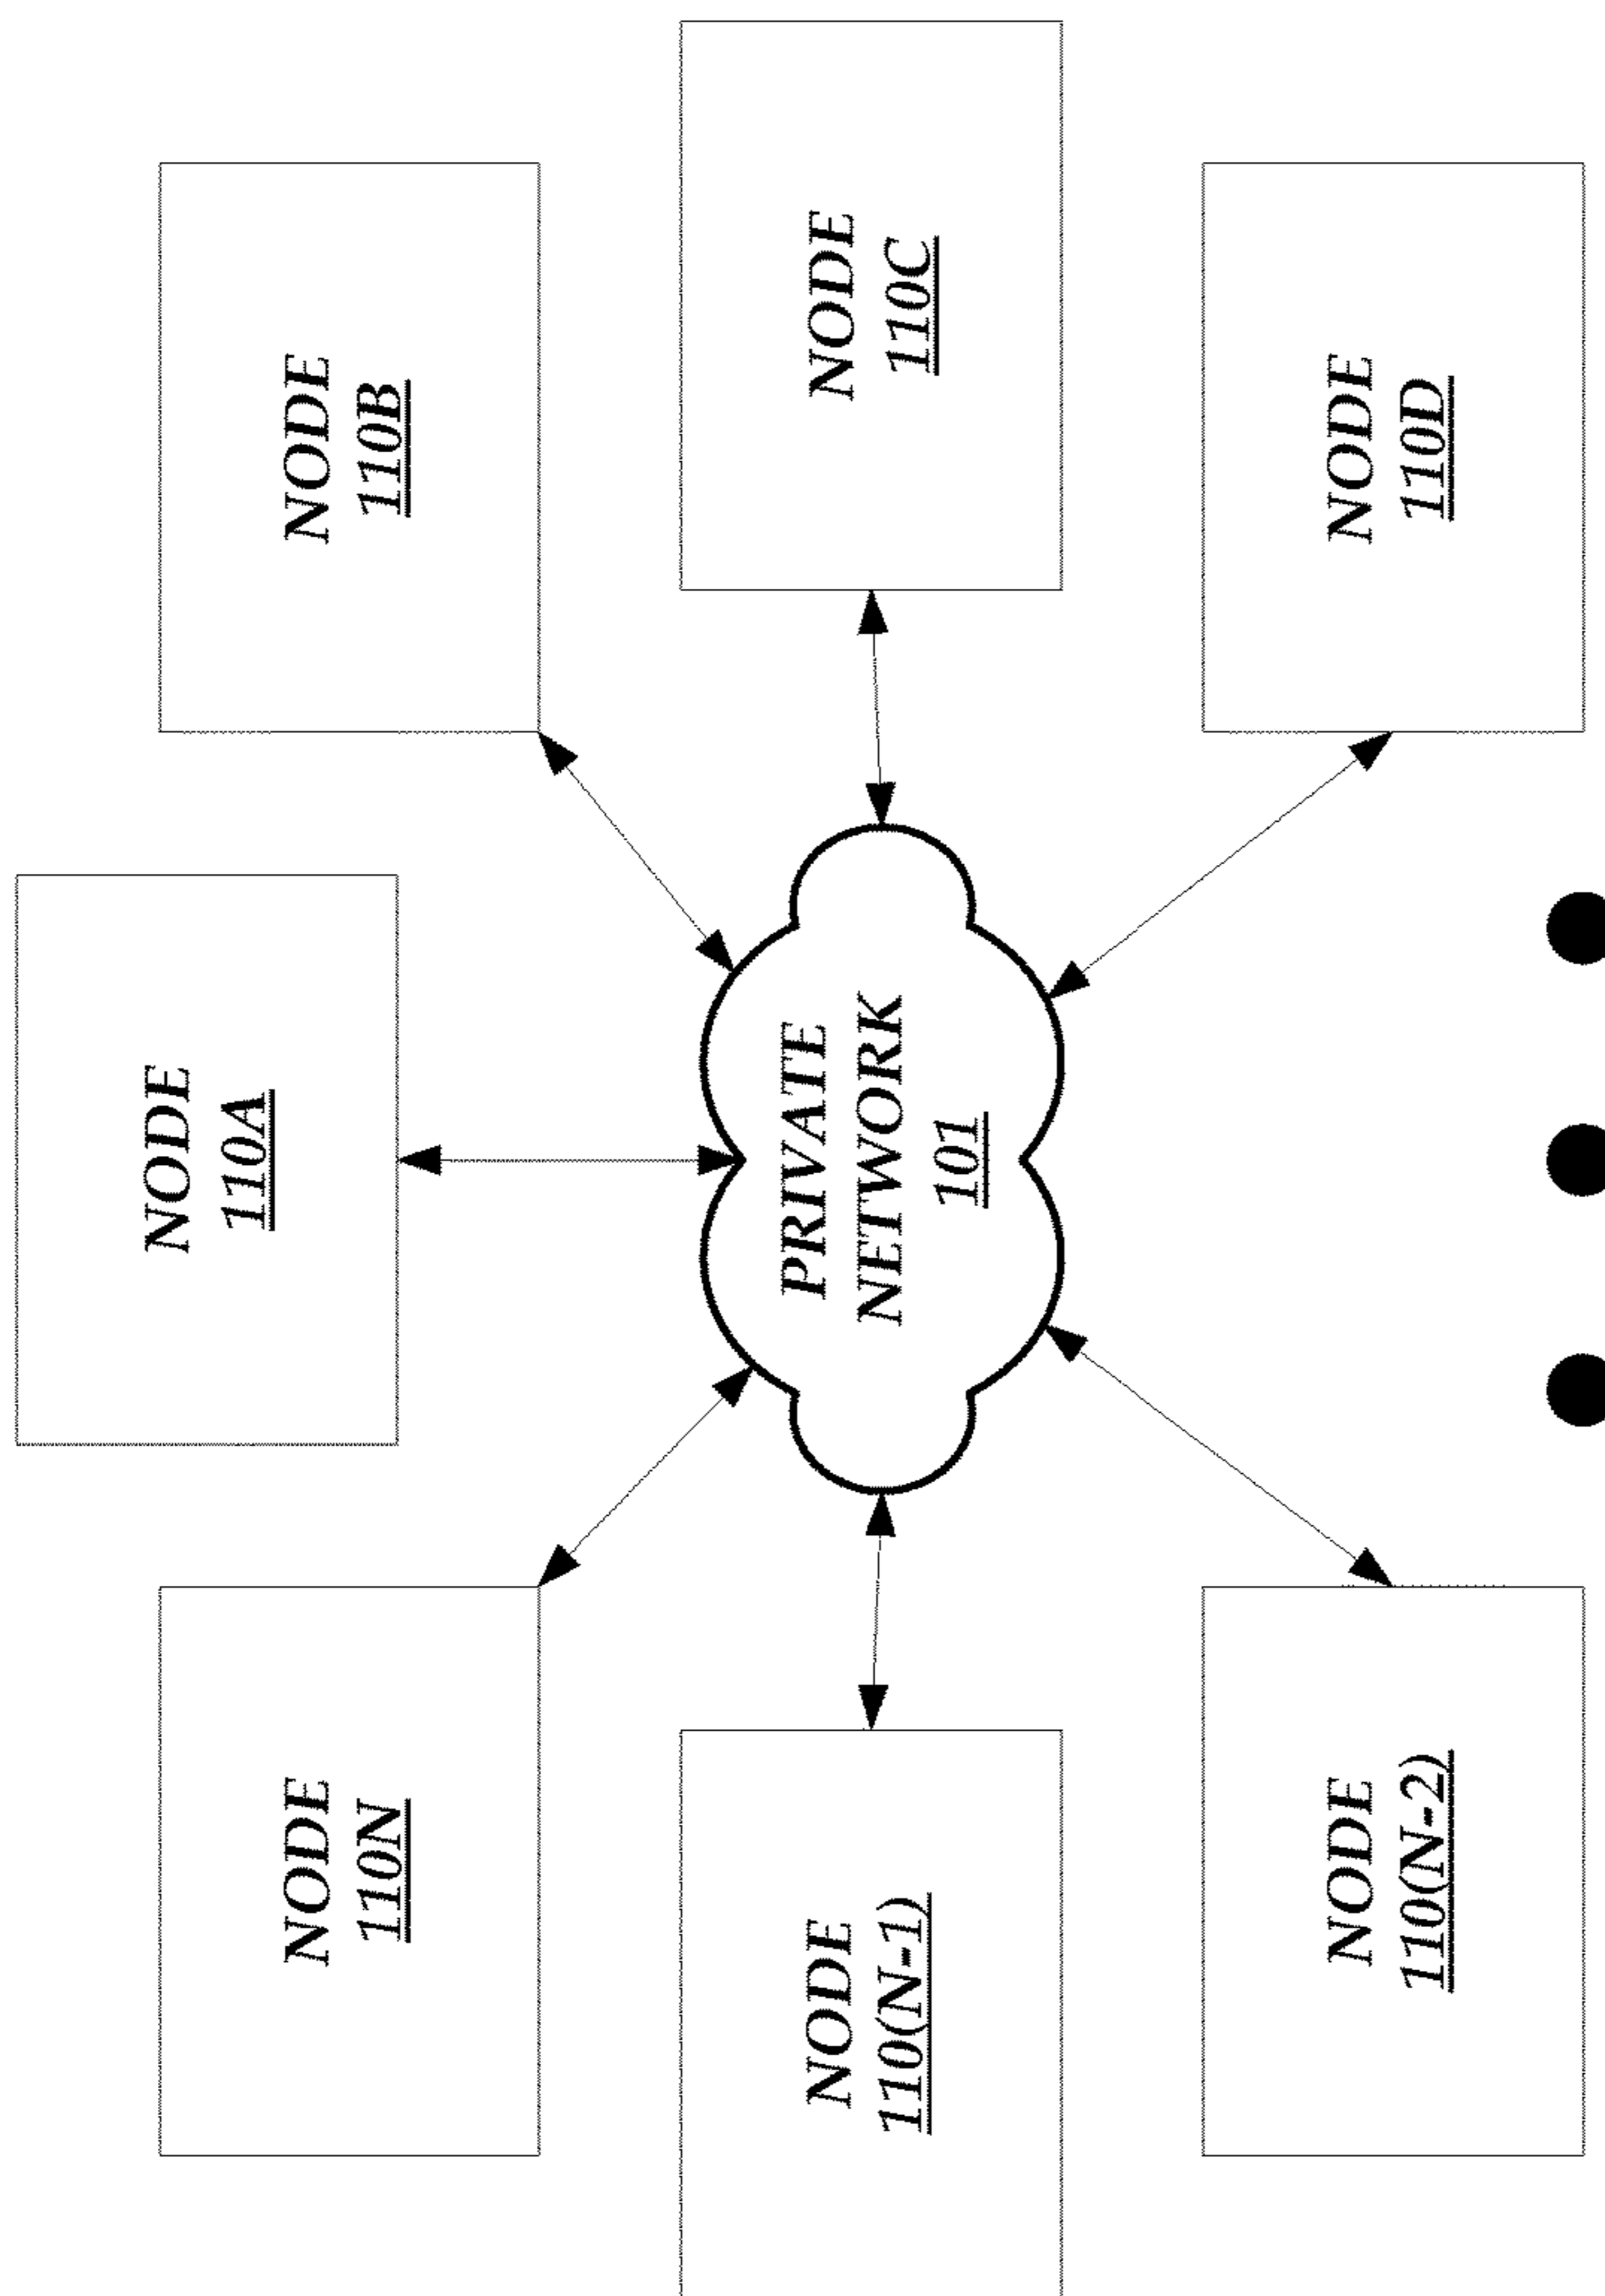 NODE
110A
NODE
110N
NODE
110B
PRIVATE
NETWORK
101
NODE
110(N-1)
NODE
110C
NODE
110(N-2)
NODE
110D